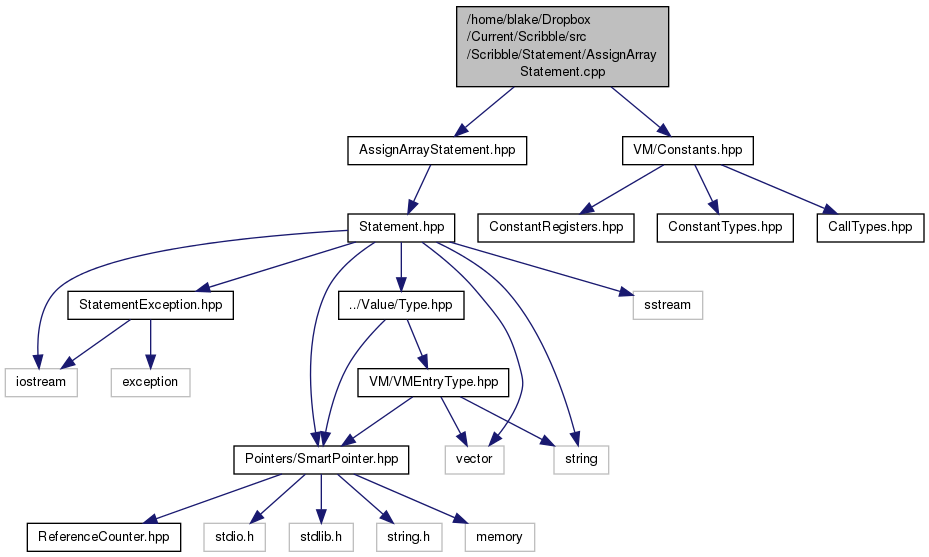 /home/blake/Dropbox
/Current/Scribble/src
/Scribble/Statement/AssignArray
Statement.cpp
AssignArrayStatement.hpp
VM/Constants.hpp
Statement.hpp
ConstantRegisters.hpp
ConstantTypes.hpp
CallTypes.hpp
StatementException.hpp
../Value/Type.hpp
sstream
iostream
exception
VM/VMEntryType.hpp
Pointers/SmartPointer.hpp
vector
string
ReferenceCounter.hpp
stdio.h
stdlib.h
string.h
memory